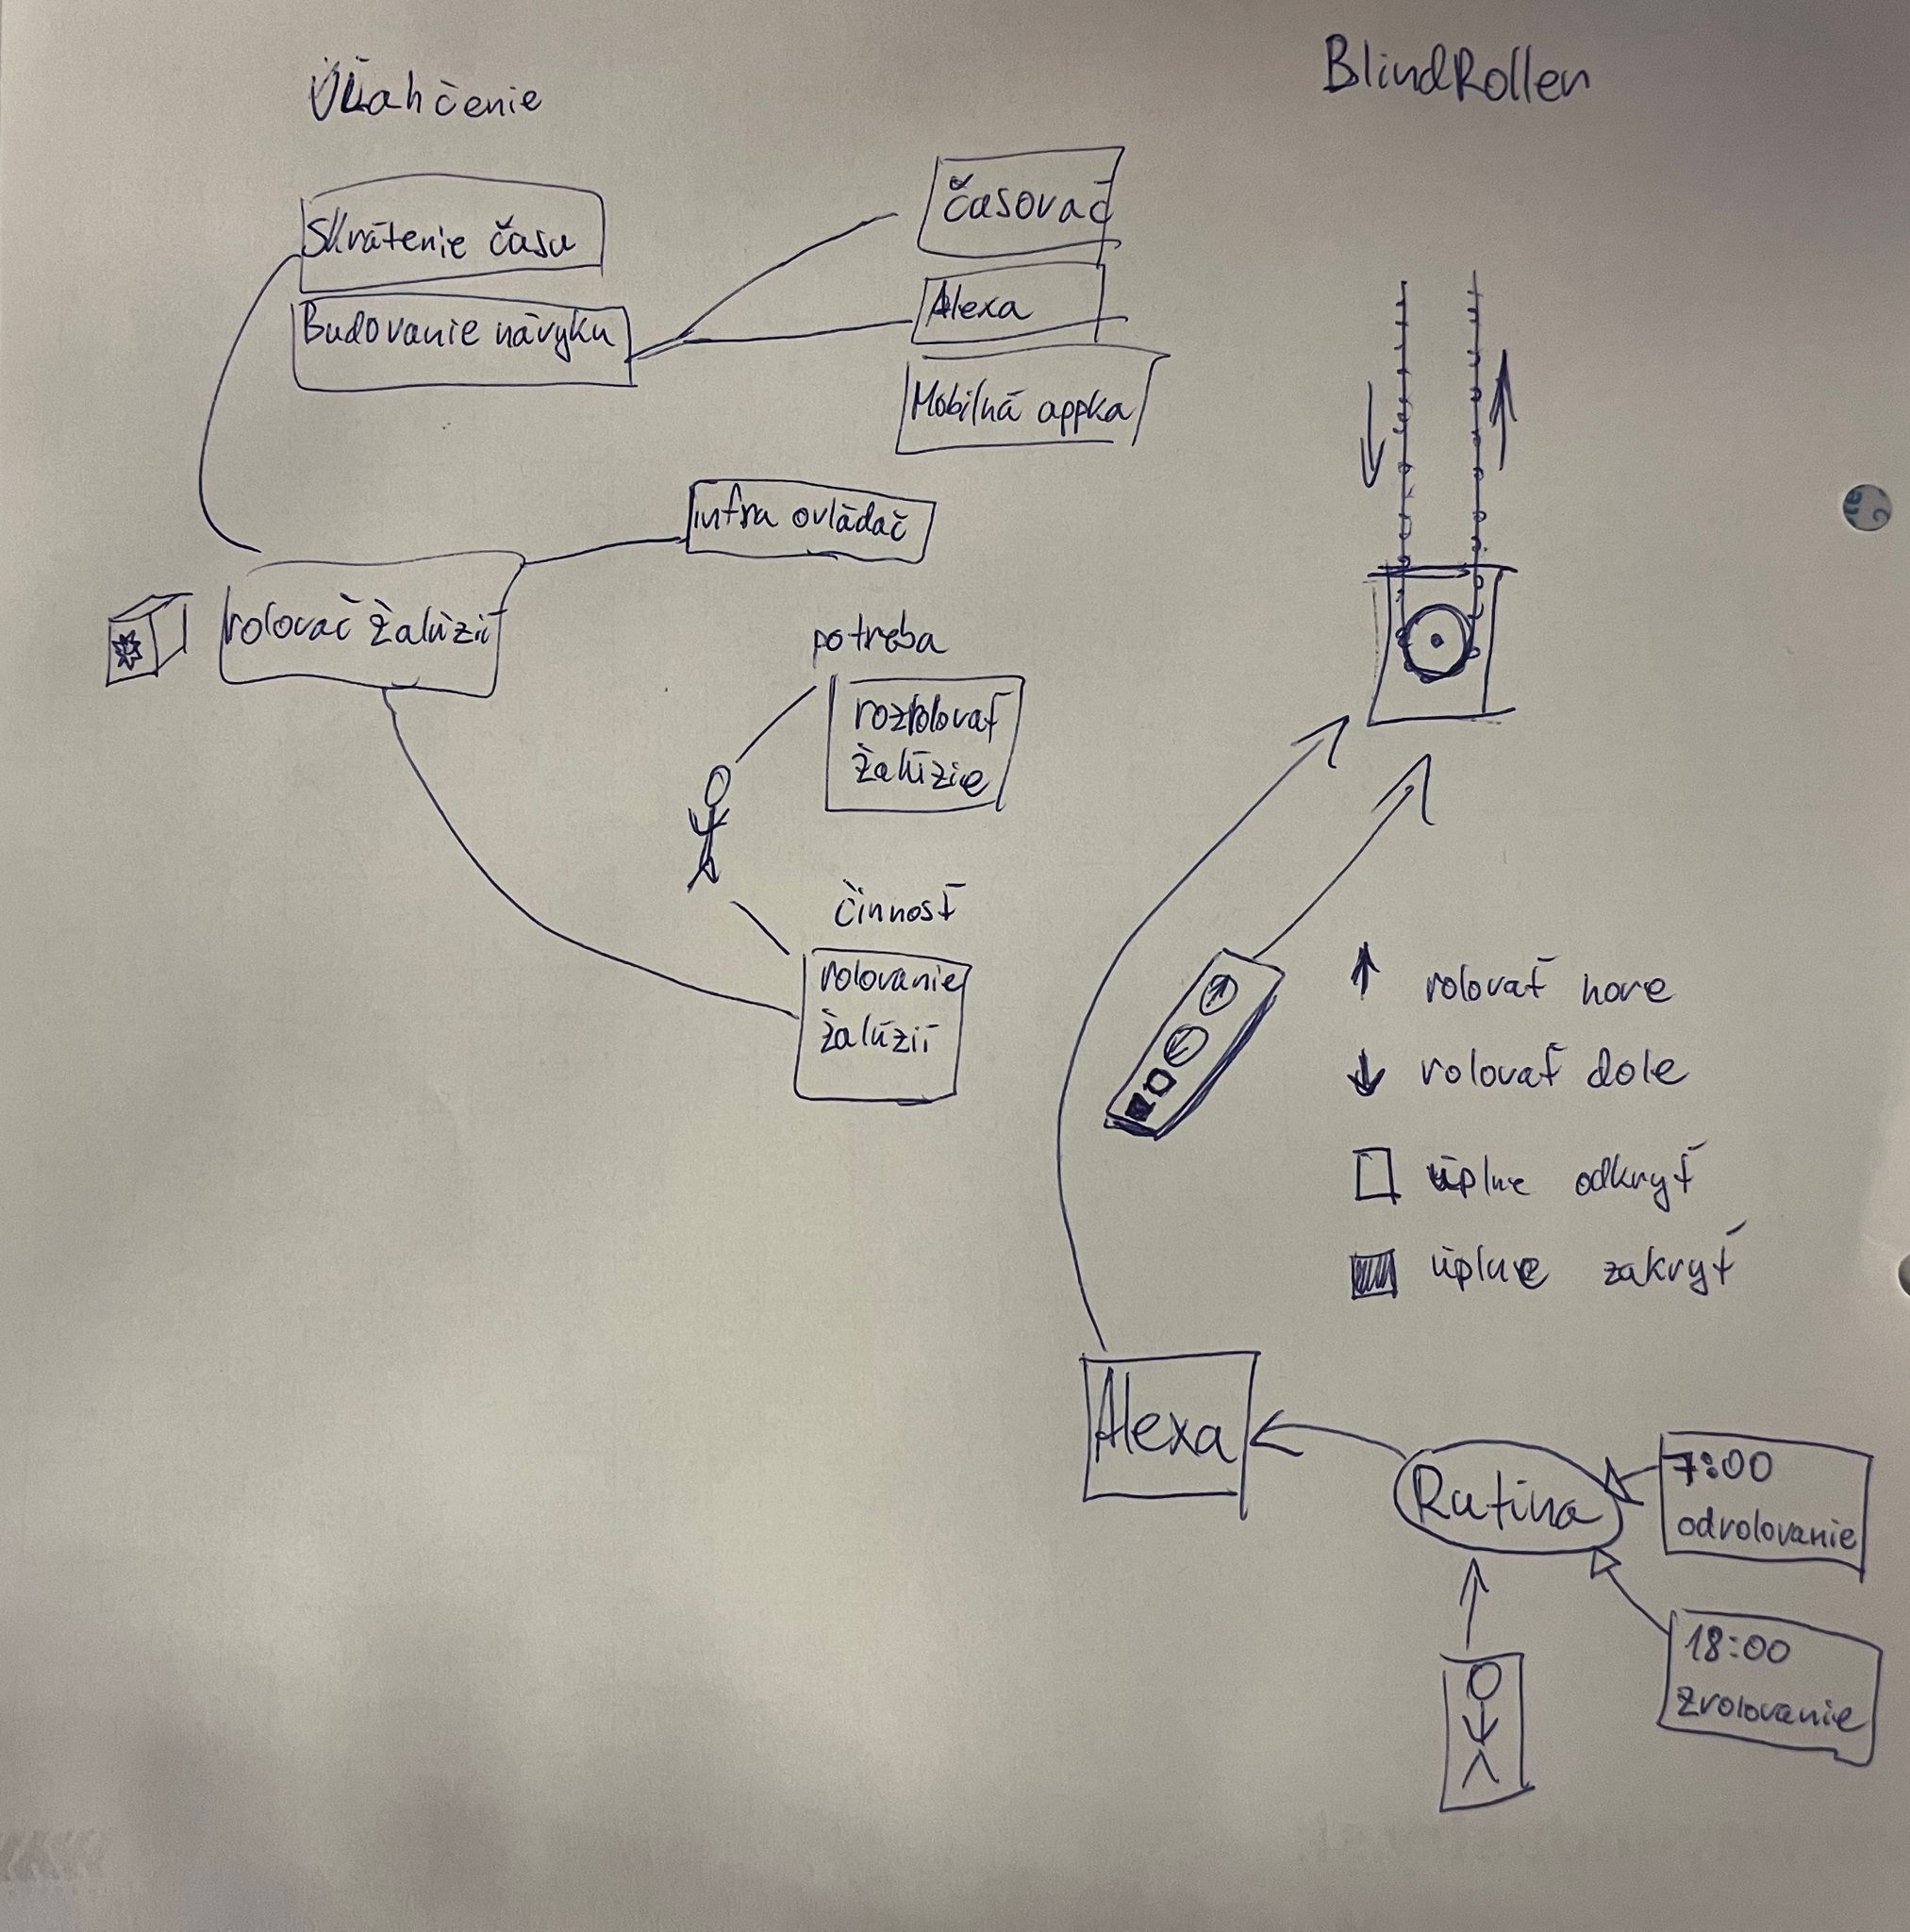 Uľahčenie
BlindRoller
Skrátenie času
Budovanie návyku
časovač
Alexa
Mobilná appka
infra ovládač
rolovač žalúzií
potreba
rozrolovať
žalúzie
činnosť
rolovanie
žalúzií
rolovať hore
rolovať dole
úplne odkryť
úplne zakryť
Alexa
Rutina
7:00
odrolovanie
18:00
zrolovanie